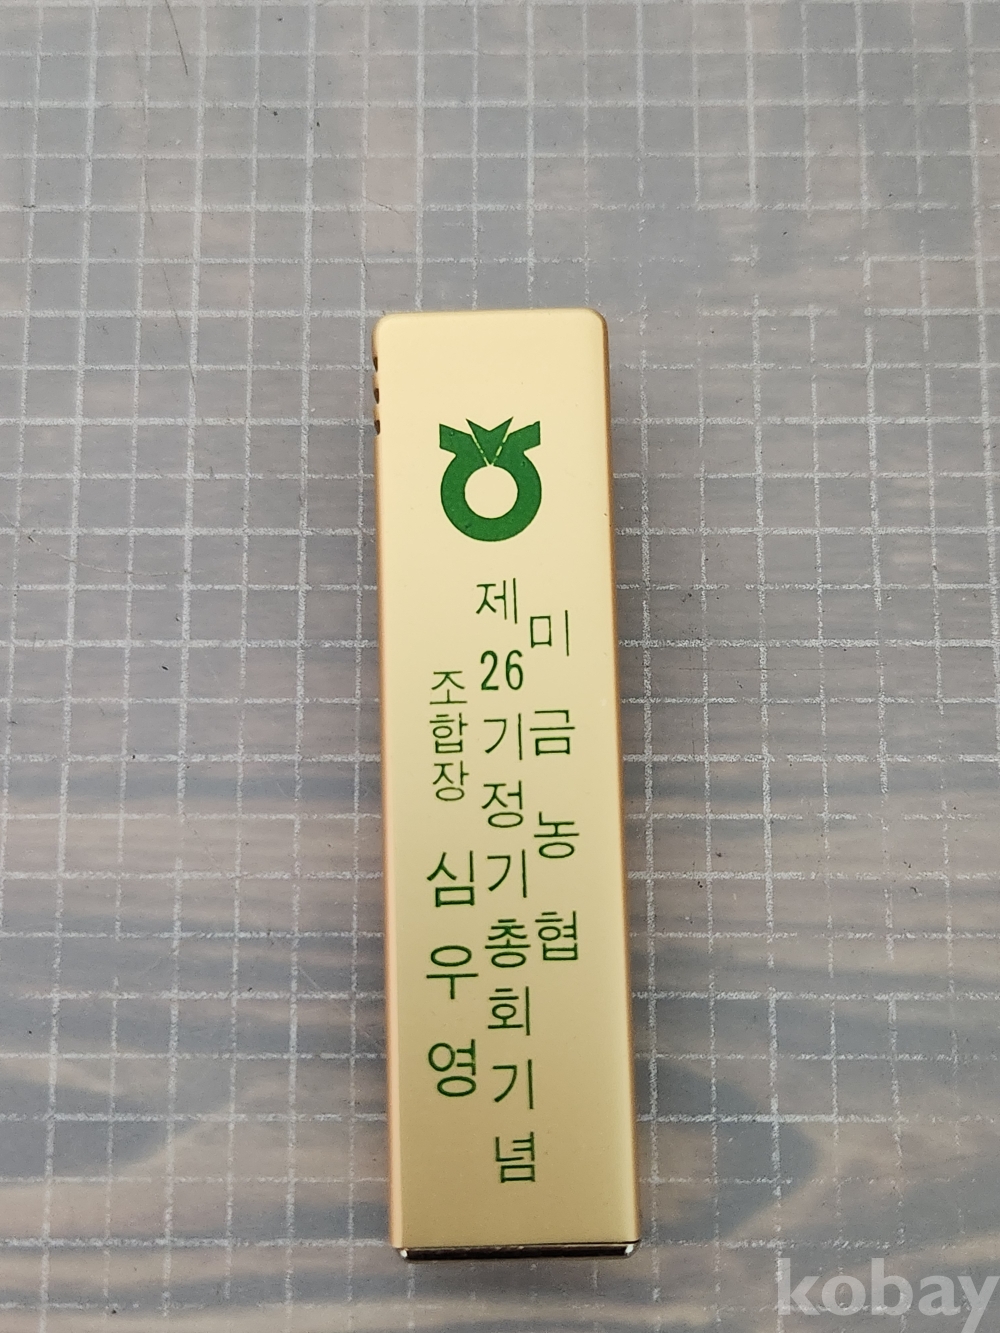 미금농협
제26기정기총회기념
조합장 심우영
kobay